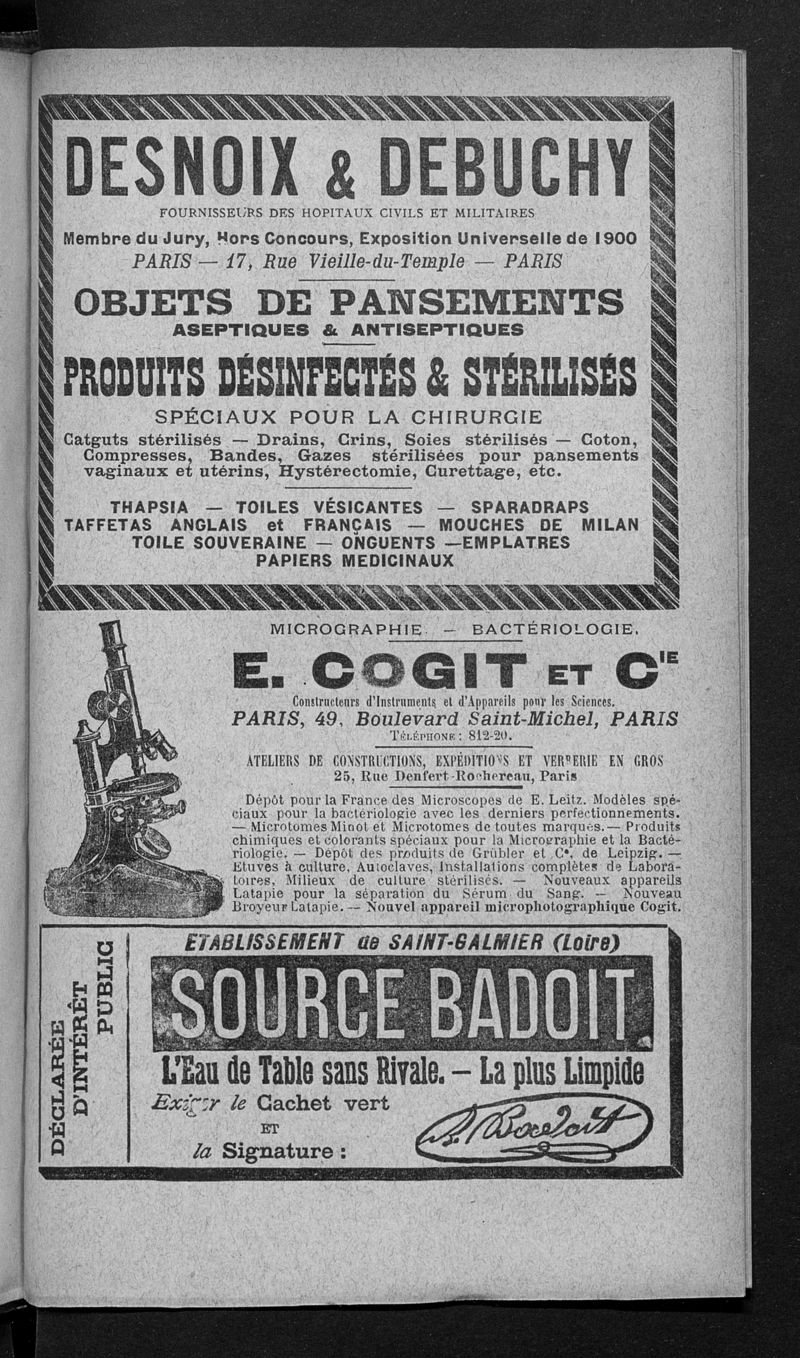 DESNOIX & DEBUCHY
FOURNISSEURS DES HOPITAUX CIVILS ET MILITAIRES
Membre du Jury, Hors Concours, Exposition Universelle de 1900
PARIS — 17, Rue Vieille-du-Temple — PARIS
OBJETS DE PANSEMENTS
ASEPTIQUES & ANTISEPTIQUES
PRODUITS DÉSINFECTÉS & STÉRILISÉS
SPÉCIAUX POUR LA CHIRURGIE
Catguts stérilisés — Drains, Crins, Soies stérilisés — Coton,
Compresses, Bandes, Gazes stérilisées pour pansements
vaginaux et utérins, Hystérectomie, Curettage, etc.
THAPSIA — TOILES VÉSICANTES — SPARADRAPS
TAFFETAS ANGLAIS et FRANÇAIS — MOUCHES DE MILAN
TOILE SOUVERAINE — ONGUENTS —EMPLATRES
PAPIERS MEDICINAUX
MICROGRAPHIE — BACTÉRIOLOGIE.
E. COGIT ET CIE
Constructeurs d'Instruments et d'Appareils pour les Sciences.
PARIS, 49, Boulevard Saint-Michel, PARIS
TÉLÉPHONE : 812-20.
ATELIERS DE CONSTRUCTIONS, EXPÉDITIONS ET VERRERIE EN GROS
25, Rue Denfert-Rochereau, Paris
Dépôt pour la France des Microscopes de E. Leitz. Modèles spé-
ciaux pour la bactériologie avec les derniers perfectionnements.
— Microtomes Minot et Microtomes de toutes marques. — Produits
chimiques et colorants spéciaux pour la Micrographie et la Bacté-
riologie. — Dépôt des produits de Grübler et Cº, de Leipzig. —
Etuves à culture, Autoclaves, Installations complètes de Labora-
toires, Milieux de culture stérilisés. — Nouveaux appareils
Latapie pour la séparation du Sérum du Sang. — Nouveau
Broyeur Latapie. — Nouvel appareil microphotographique Cogit.
DÉCLARÉE
D'INTÉRÊT
PUBLIC
ETABLISSEMENT de SAINT-GALMIER (Loire)
SOURCE BADOIT
L'Eau de Table sans Rivale. — La plus Limpide
Exiger le Cachet vert
ET
la Signature :
Badoit